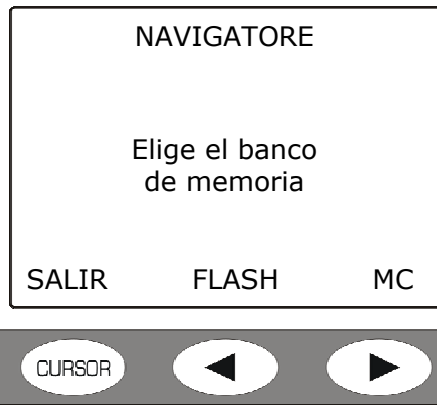 NAVIGATORE
Elige el banco
de memoria
SALIR FLASH MC
CURSOR